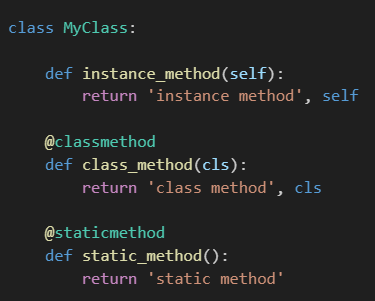 class MyClass:
    def instance_method(self):
        return 'instance method', self
    @classmethod
    def class_method(cls):
        return 'class method', cls
    @staticmethod
    def static_method():
        return 'static method'